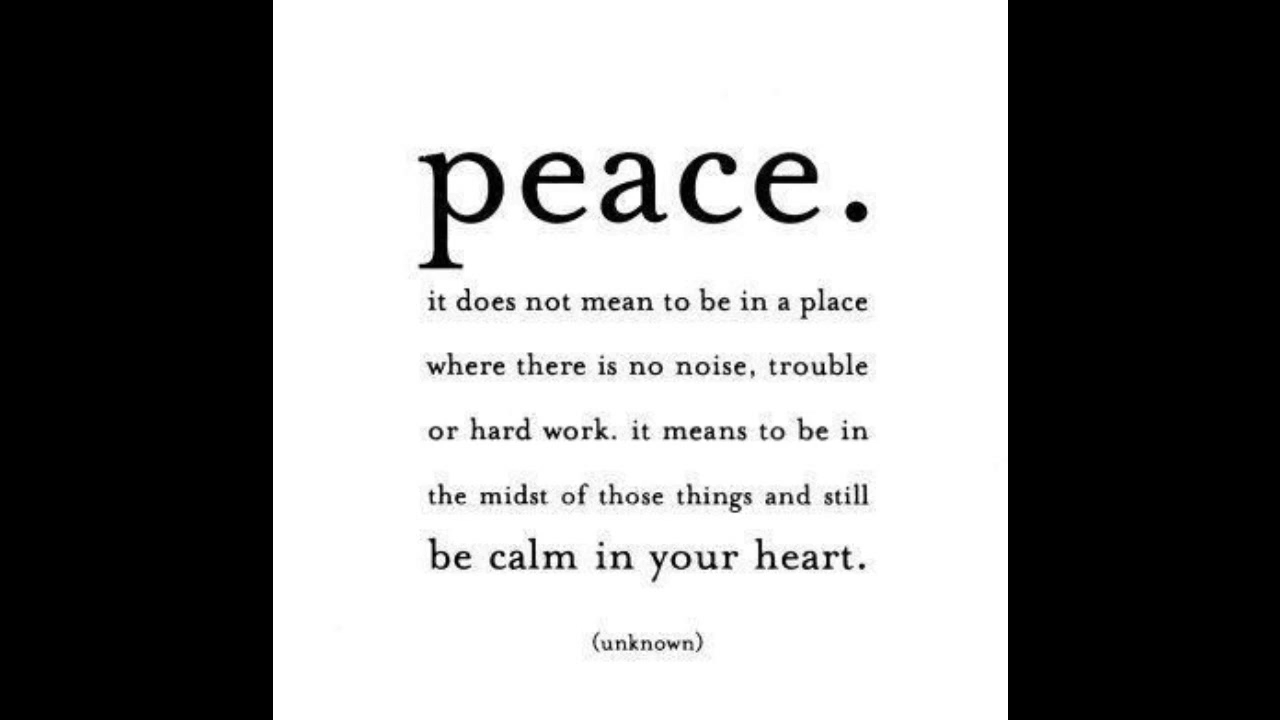 peace.
it does not mean to be in a place
where there is no noise, trouble
or hard work. it means to be in
the midst of those things and still
be calm in your heart.
(unknown)